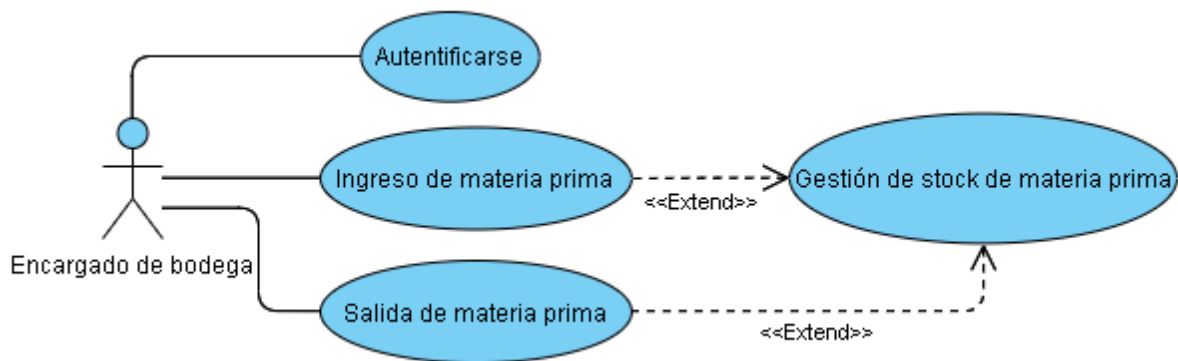 Autentificarse
Ingreso de materia prima
<<Extend>>
Gestión de stock de materia prima
Encargado de bodega
Salida de materia prima
<<Extend>>